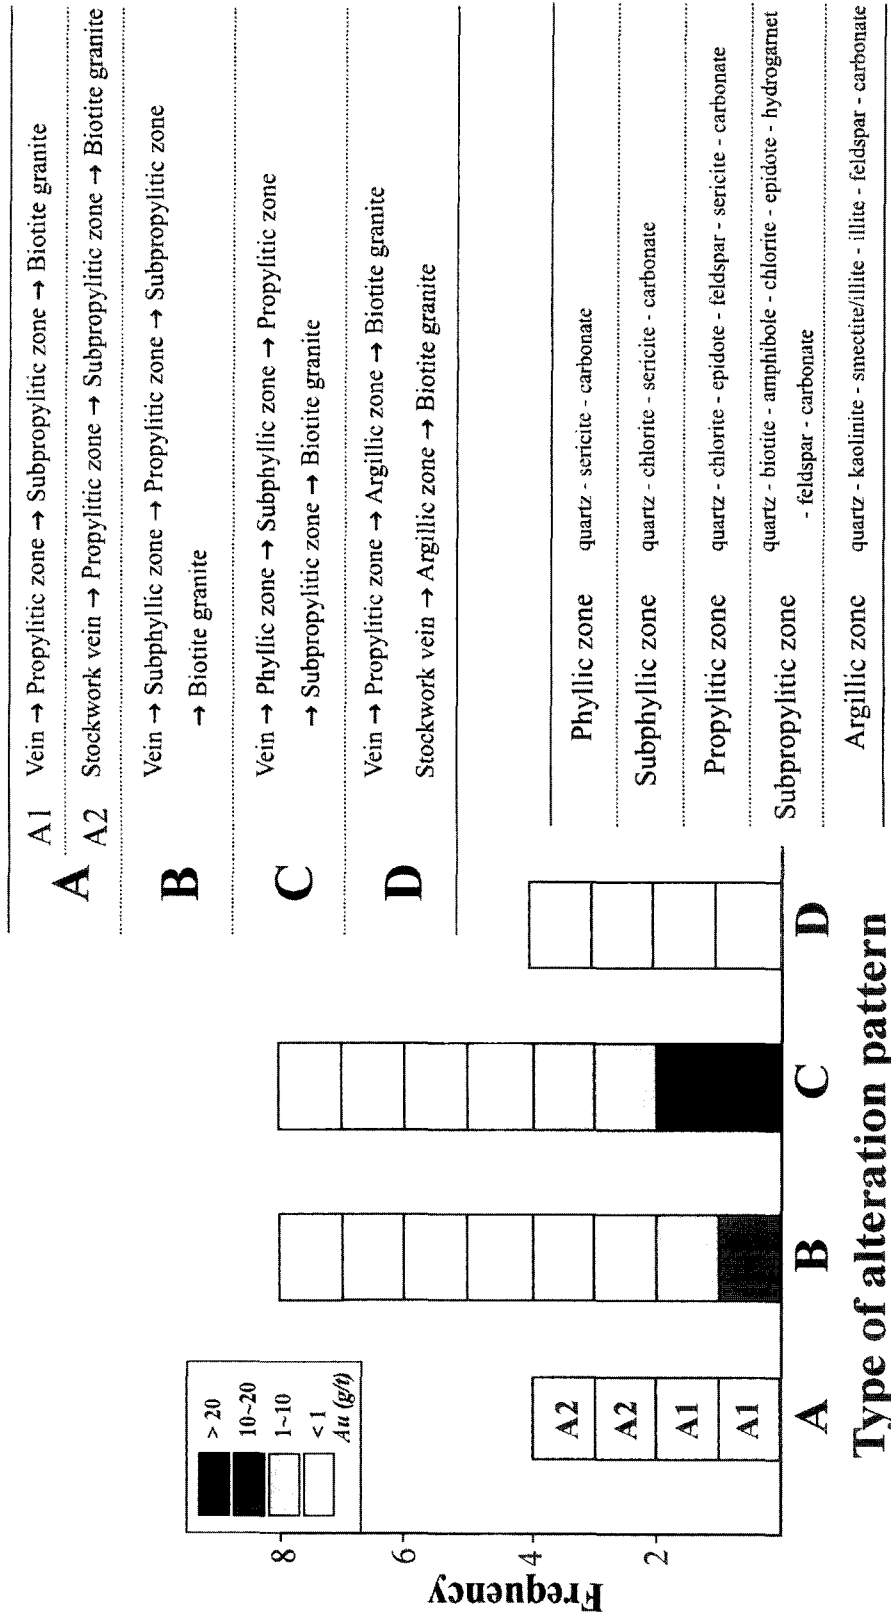 > 20
10~20
1~10
< 1
Au (g/t)
8
6
4
2
Frequency
A2
A2
A1
A1
A
B
C
D
Type of alteration pattern
A
A1 Vein → Propylitic zone → Subpropylitic zone → Biotite granite
A2 Stockwork vein → Propylitic zone → Subpropylitic zone → Biotite granite
B Vein → Subphyllic zone → Propylitic zone → Subpropylitic zone
→ Biotite granite
C Vein → Phyllic zone → Subphyllic zone → Propylitic zone
→ Subpropylitic zone → Biotite granite
D Vein → Propylitic zone → Argillic zone → Biotite granite
Stockwork vein → Argillic zone → Biotite granite
Phyllic zone quartz - sericite - carbonate
Subphyllic zone quartz - chlorite - sericite - carbonate
Propylitic zone quartz - chlorite - epidote - feldspar - sericite - carbonate
Subpropylitic zone quartz - biotite - amphibole - chlorite - epidote - hydrogarnet
- feldspar - carbonate
Argillic zone quartz - kaolinite - smectite/illite - illite - feldspar - carbonate